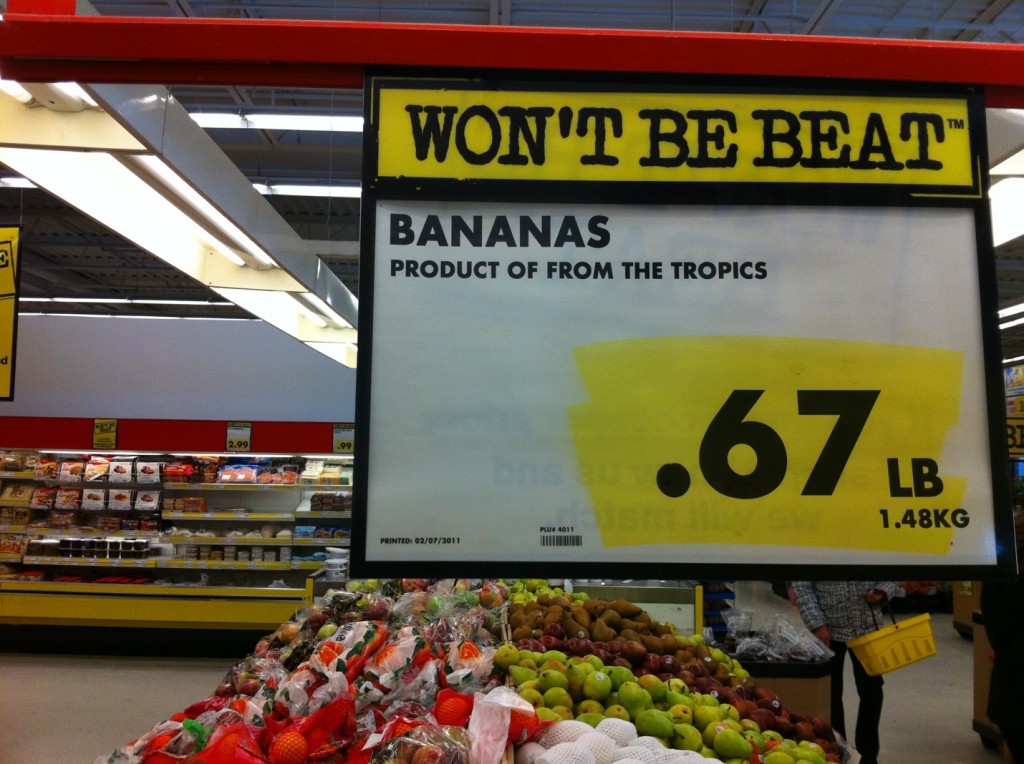 WON'T BE BEAT™
BANANAS
PRODUCT OF FROM THE TROPICS
.67 LB
1.48KG
PLU# 4011
PRINTED: 02/07/2011
2.99
.99